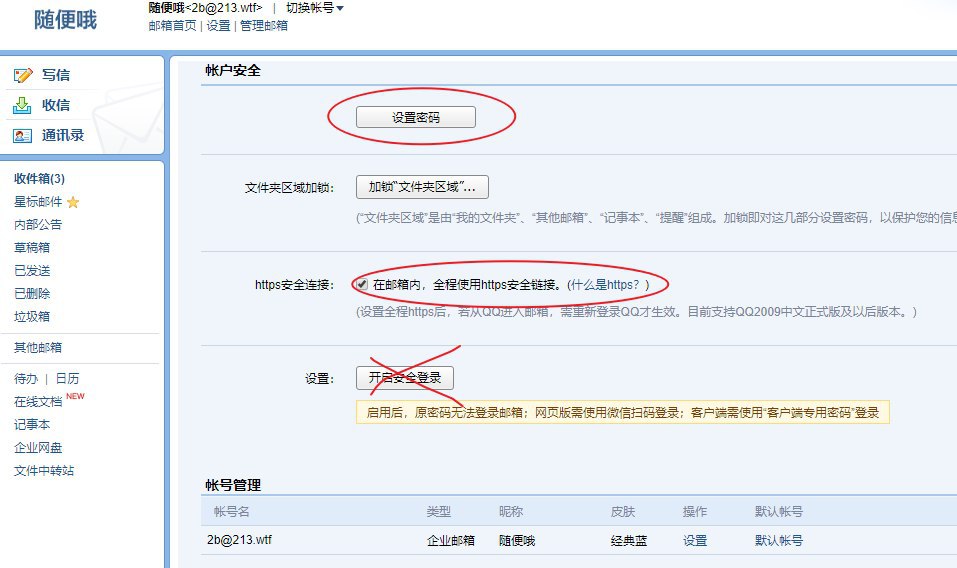 随便哦
随便哦<2b@213.wtf> | 切换帐号
邮箱首页 | 设置 | 管理邮箱
写信
收信
通讯录
收件箱(3)
星标邮件
内部公告
草稿箱
已发送
已删除
垃圾箱
其他邮箱
待办 | 日历
在线文档 NEW
记事本
企业网盘
文件中转站
帐户安全
设置密码
文件夹区域加锁: 加锁“文件夹区域”...
(“文件夹区域”是由“我的文件夹”、“其他邮箱”、“记事本”、“提醒”组成。加锁即对这几部分设置密码，以保护您的信息
https安全连接: 在邮箱内，全程使用https安全链接。(什么是https? )
(设置全程https后，若从QQ进入邮箱，需重新登录QQ才生效。目前支持QQ2009中文正式版及以后版本。)
设置: 开启安全登录
启用后，原密码无法登录邮箱；网页版需使用微信扫码登录；客户端需使用“客户端专用密码”登录
帐号管理
帐号名 类型 昵称 皮肤 操作 默认帐号
2b@213.wtf 企业邮箱 随便哦 经典蓝 设置 默认帐号